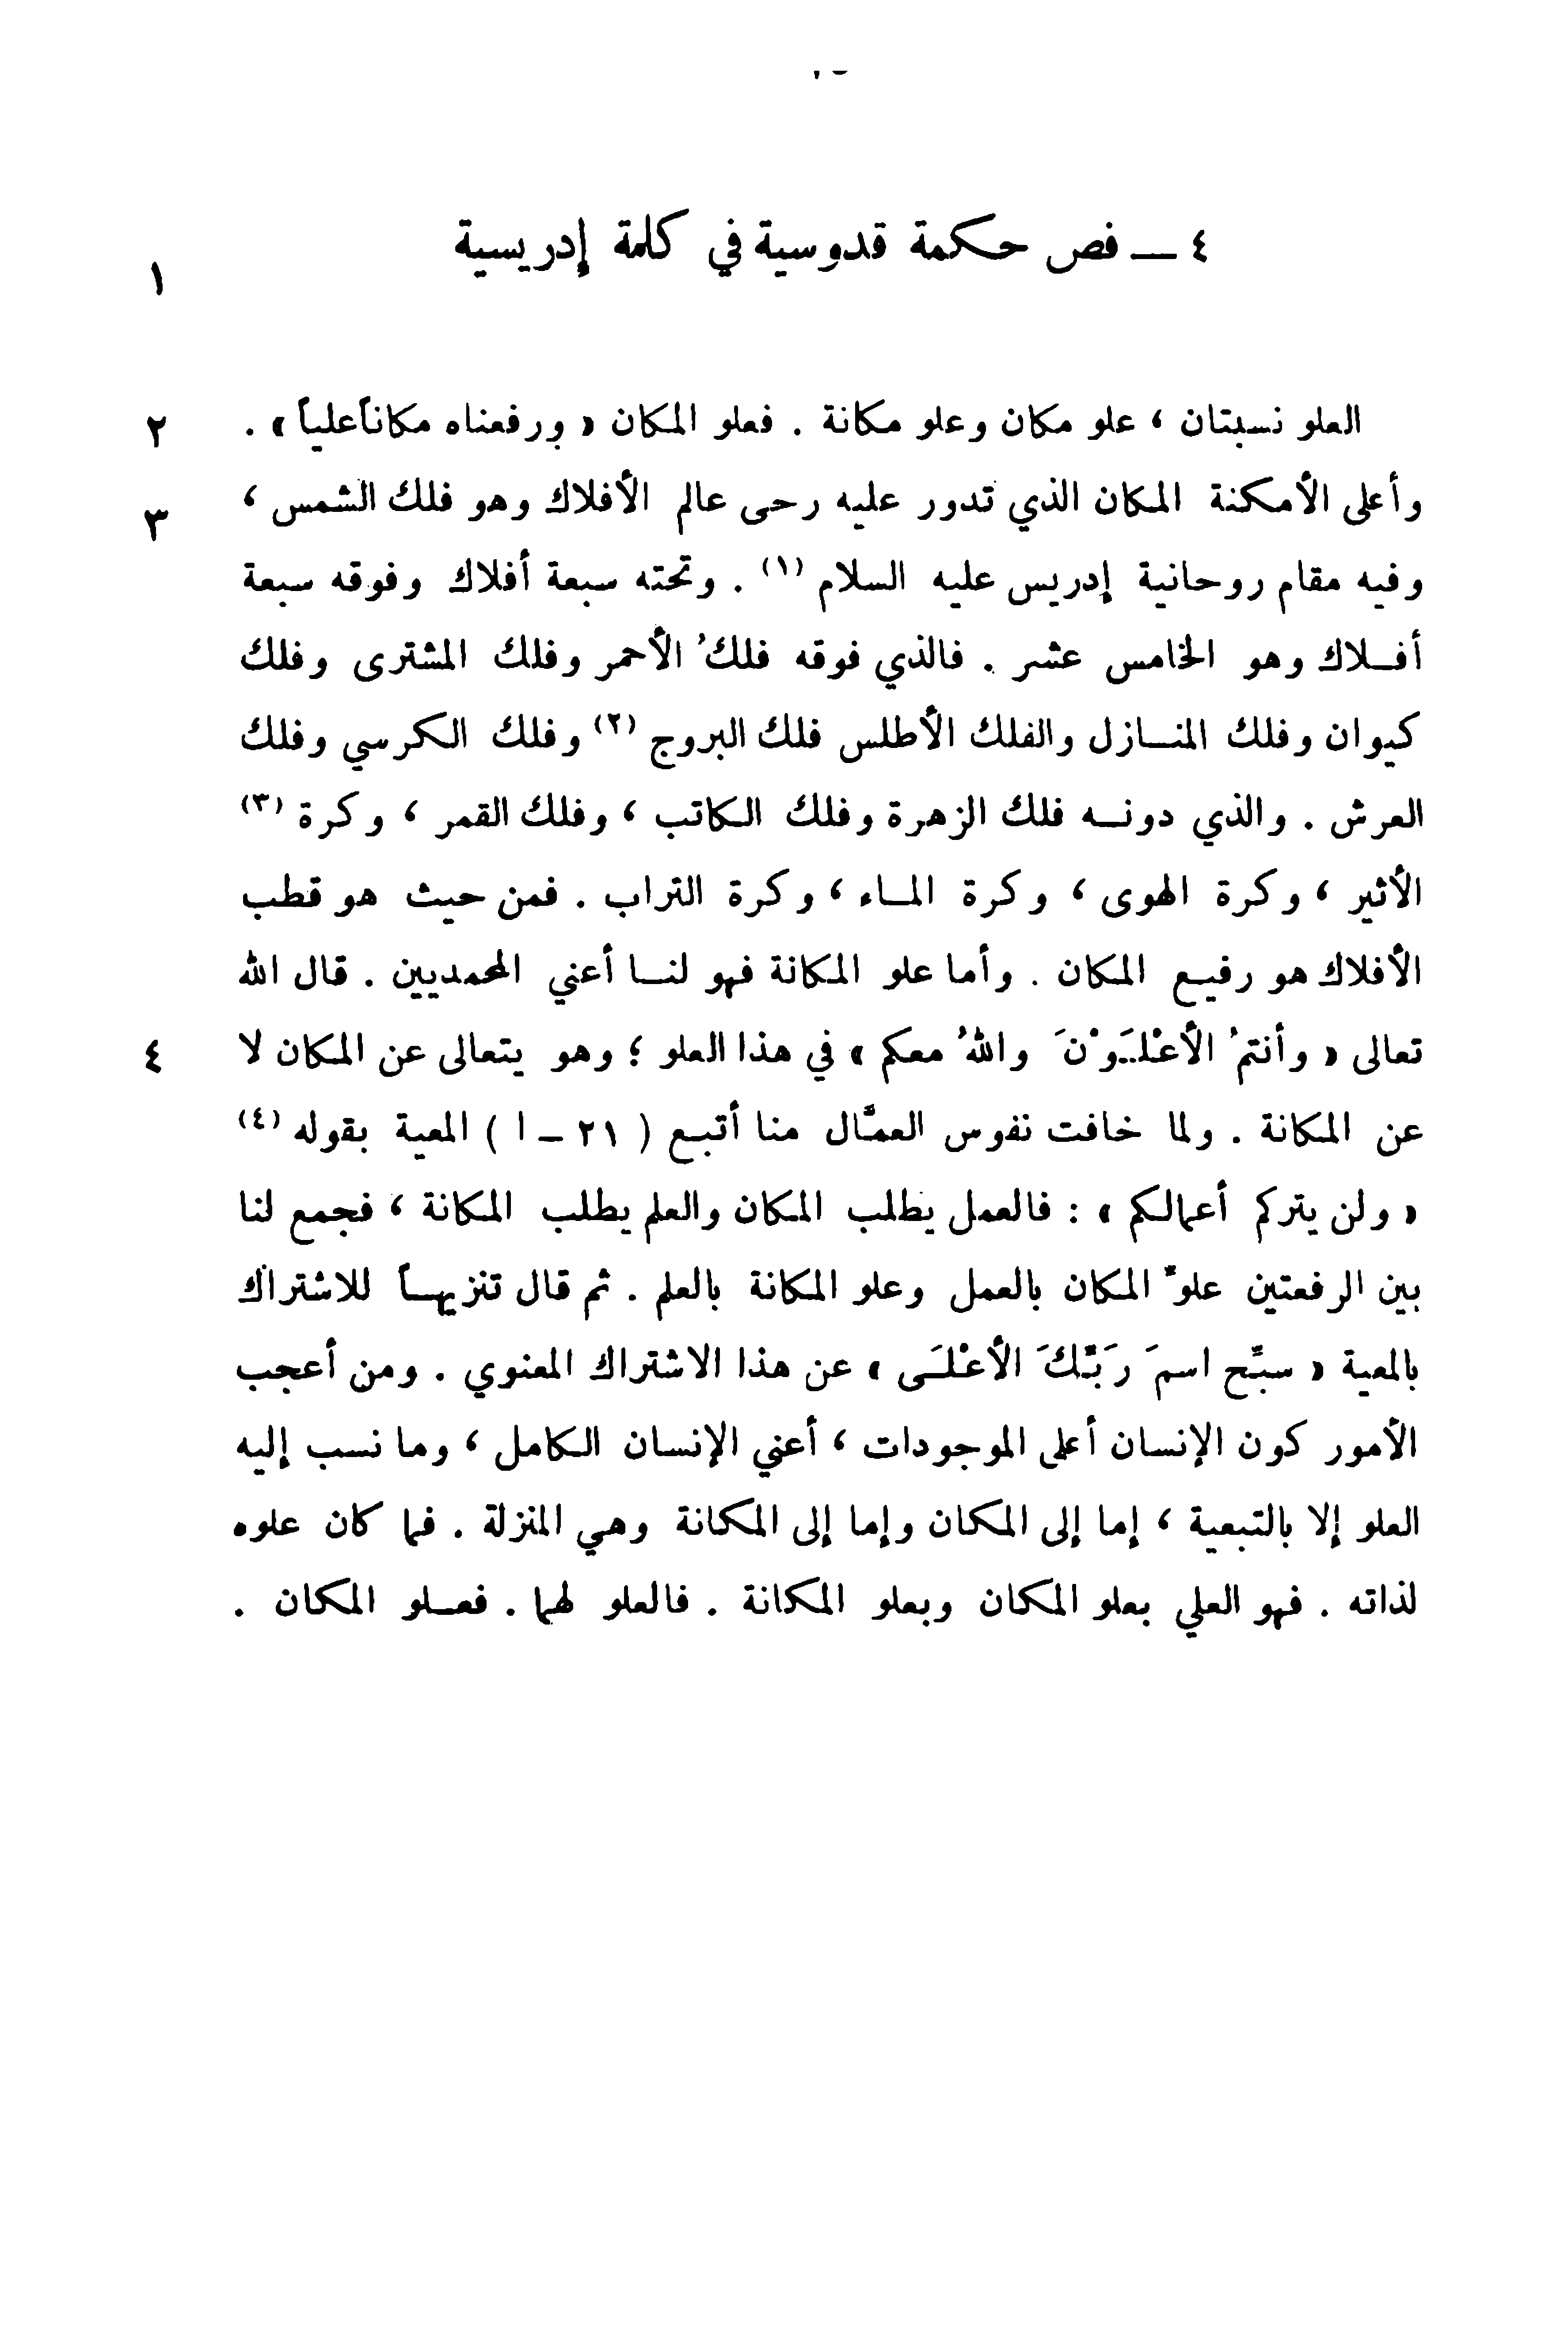 ٤ — فص حكمة قدوسية في كلمة إدريسية
١
العلو نسبتان ، علو مكان وعلو مكانة . فعلو المكان « ورفعناه مكاناً علياً » . ٢
وأعلى الأمكنة المكان الذي تدور عليه رحى عالم الأفلاك وهو فلك الشمس ، ٣
وفيه مقام روحانية إدريس عليه السلام (١) . وتحته سبعة أفلاك وفوقه سبعة
أفلاك وهو الخامس عشر . فالذي فوقه فلكُ الأحمر وفلك المشترى وفلك
كيوان وفلك المنازل والفلك الأطلس فلك البروج (٢) وفلك الكرسي وفلك
العرش . والذي دونه فلك الزهرة وفلك الكاتب ، وفلك القمر ، وكرة (٣)
الأثير ، وكرة الهوى ، وكرة الماء ، وكرة التراب . فمن حيث هو قطب
الأفلاك هو رفيع المكان . وأما علو المكانة فهو لنا أعني المحمديين . قال الله
تعالى « وأنتمُ الأعْلَوْنَ واللهُ معكم » في هذا العلو ؛ وهو يتعالى عن المكان لا ٤
عن المكانة . ولما خافت نفوس العمَّال منا أتبع ( ٢١ – ا ) المعية بقوله (٤)
« ولن يتركم أعمالكم » : فالعمل يطلب المكان والعلم يطلب المكانة ، فجمع لنا
بين الرفعتين علوَّ المكان بالعمل وعلو المكانة بالعلم . ثم قال تنزيهاً للاشتراك
بالمعية « سبِّح اسمَ رَبِّكَ الأعْلَى » عن هذا الاشتراك المعنوي . ومن أعجب
الأمور كون الإنسان أعلى الموجودات ، أعني الإنسان الكامل ، وما نسب إليه
العلو إلا بالتبعية ، إما إلى المكان وإما إلى المكانة وهي المنزلة . فما كان علوه
لذاته . فهو العلي بعلو المكان وبعلو المكانة . فالعلو لهما . فعلو المكان .